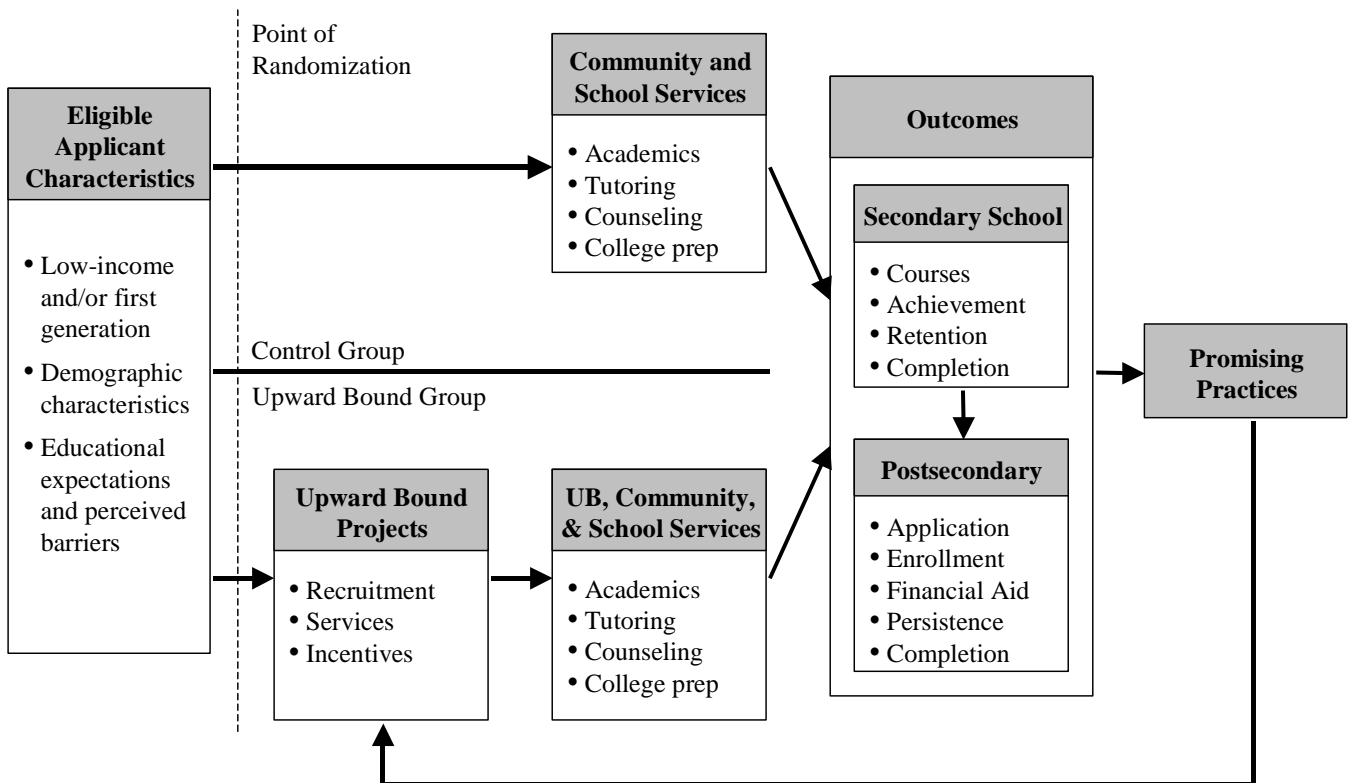 Point of
Randomization
Eligible
Applicant
Characteristics
• Low-income
and/or first
generation
• Demographic
characteristics
• Educational
expectations
and perceived
barriers
Community and
School Services
• Academics
• Tutoring
• Counseling
• College prep
Control Group
Upward Bound Group
Upward Bound
Projects
• Recruitment
• Services
• Incentives
UB, Community,
& School Services
• Academics
• Tutoring
• Counseling
• College prep
Outcomes
Secondary School
• Courses
• Achievement
• Retention
• Completion
Postsecondary
• Application
• Enrollment
• Financial Aid
• Persistence
• Completion
Promising
Practices